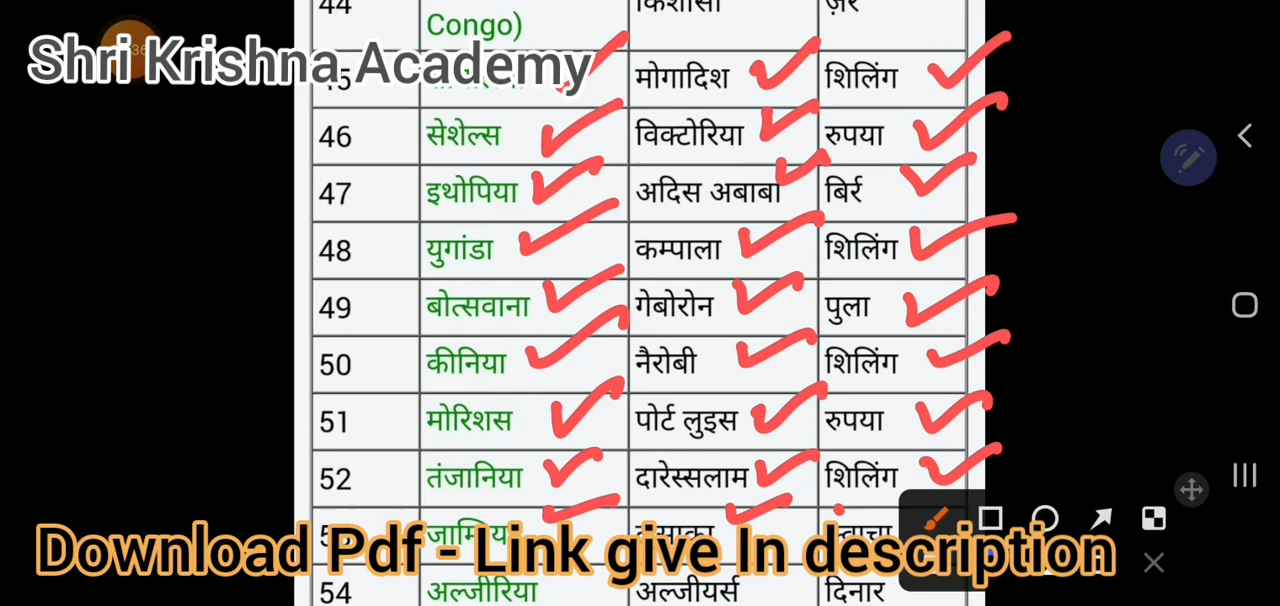 44 किंशासा ज़ैर
Congo)
Shri Krishna Academy
मोगादिश शिलिंग
46 सेशेल्स विक्टोरिया रुपया
47 इथोपिया अदिस अबाबा बिर्र
48 युगांडा कम्पाला शिलिंग
49 बोत्सवाना गेबोरोन पुला
50 कीनिया नैरोबी शिलिंग
51 मोरिशस पोर्ट लुइस रुपया
52 तंजानिया दारेस्सलाम शिलिंग
Download Pdf - Link give In description
54 अल्जीरिया अल्जीयर्स दिनार